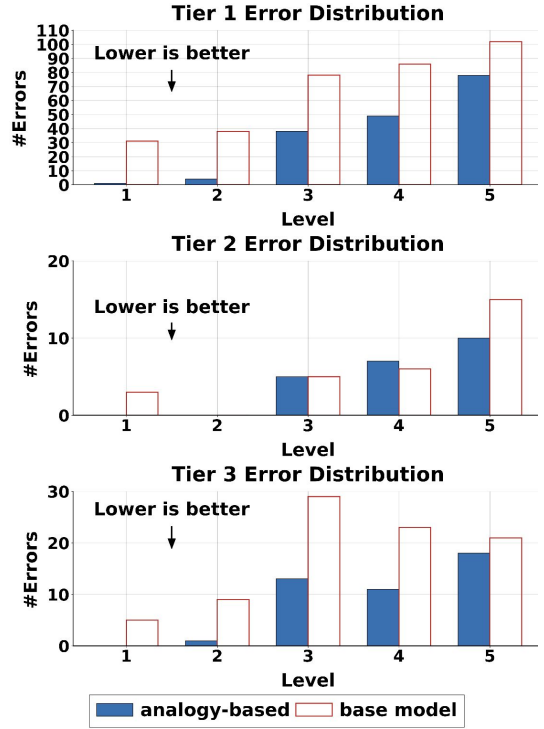 Tier 1 Error Distribution
110
100
90
80
70
60
50
40
30
20
10
0
#Errors
Lower is better
1 2 3 4 5
Level
Tier 2 Error Distribution
20
10
0
#Errors
Lower is better
1 2 3 4 5
Level
Tier 3 Error Distribution
30
20
10
0
#Errors
Lower is better
1 2 3 4 5
Level
analogy-based base model